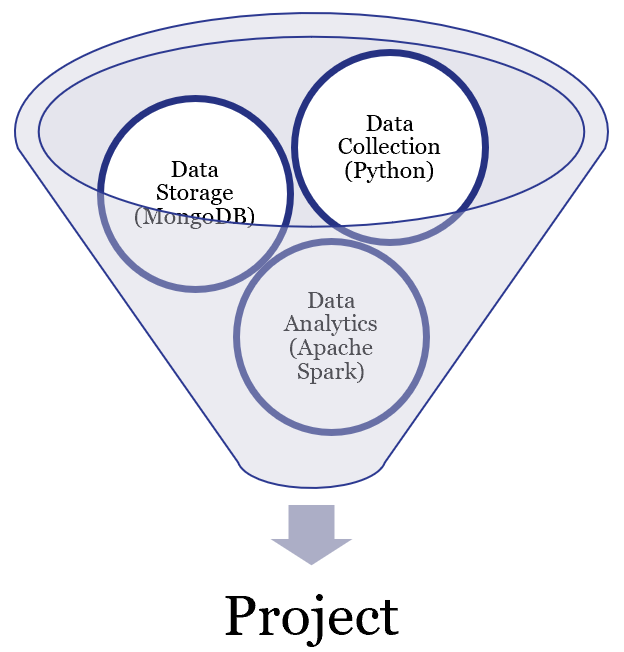 Data
Collection
(Python)
Data
Storage
(MongoDB)
Data
Analytics
(Apache
Spark)
Project